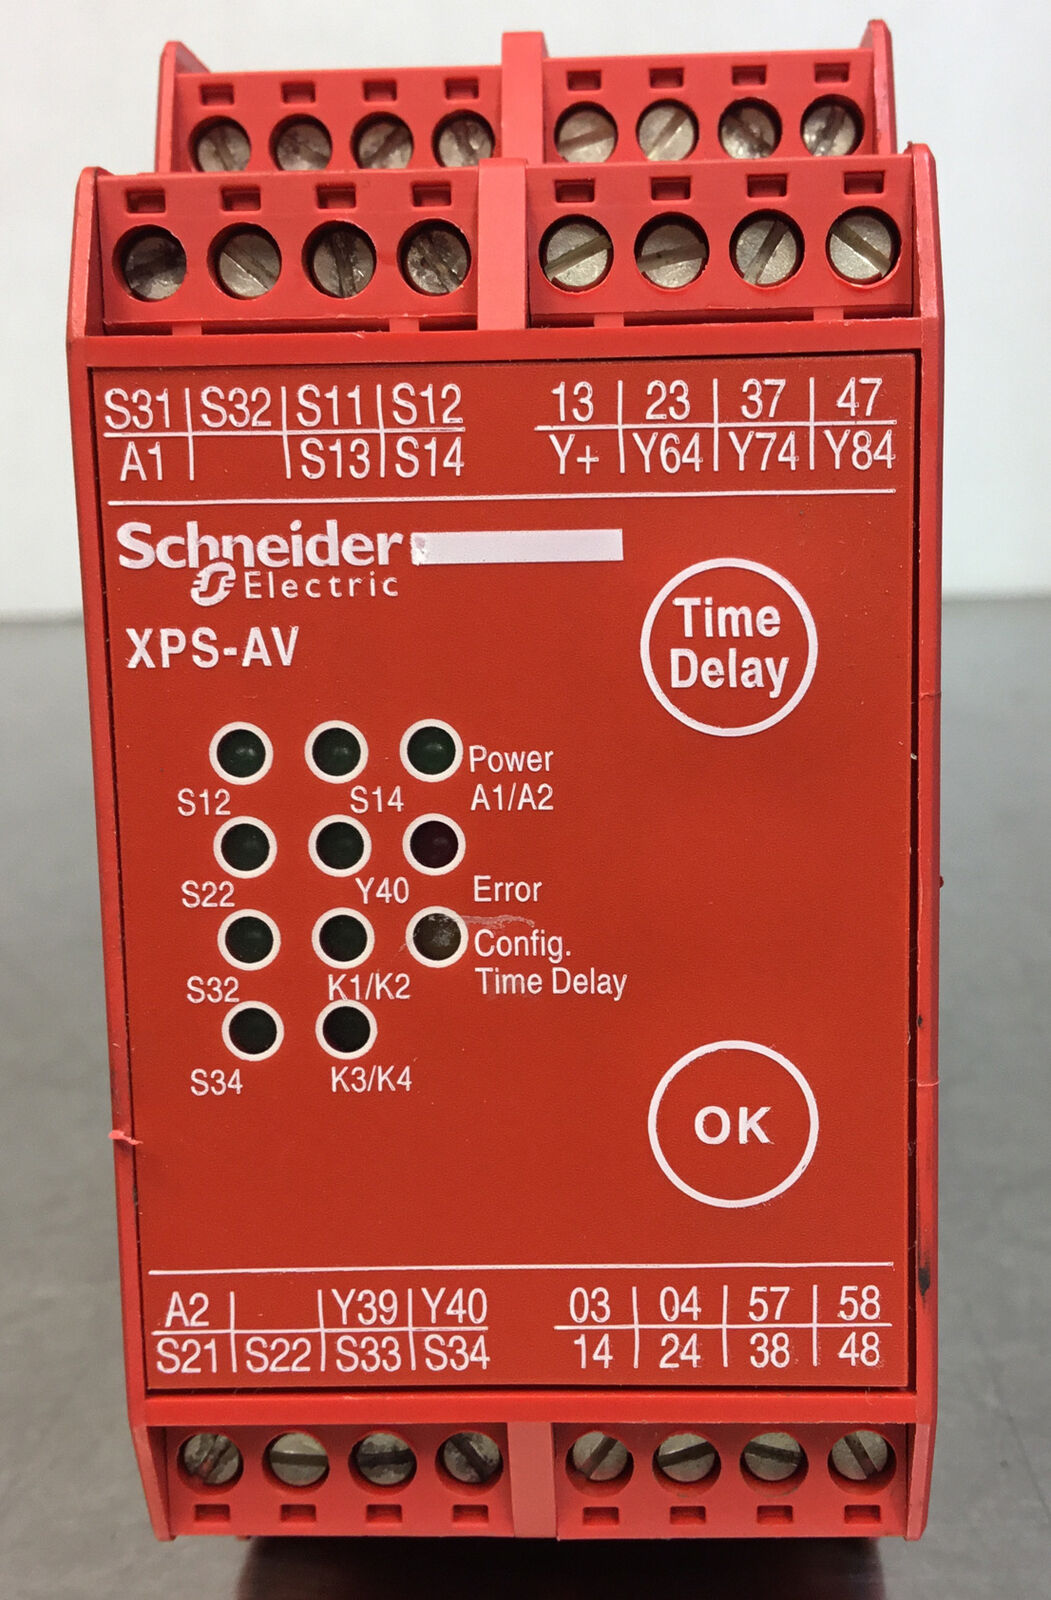 S31 S32 S11 S12 13 23 37 47
A1 S13 S14 Y+ Y64 Y74 Y84
Schneider
Electric
XPS-AV
Time
Delay
Power
S12 S14 A1/A2
S22 Y40 Error
Config.
S32 K1/K2 Time Delay
S34 K3/K4
OK
A2 Y39 Y40 03 04 57 58
S21 S22 S33 S34 14 24 38 48